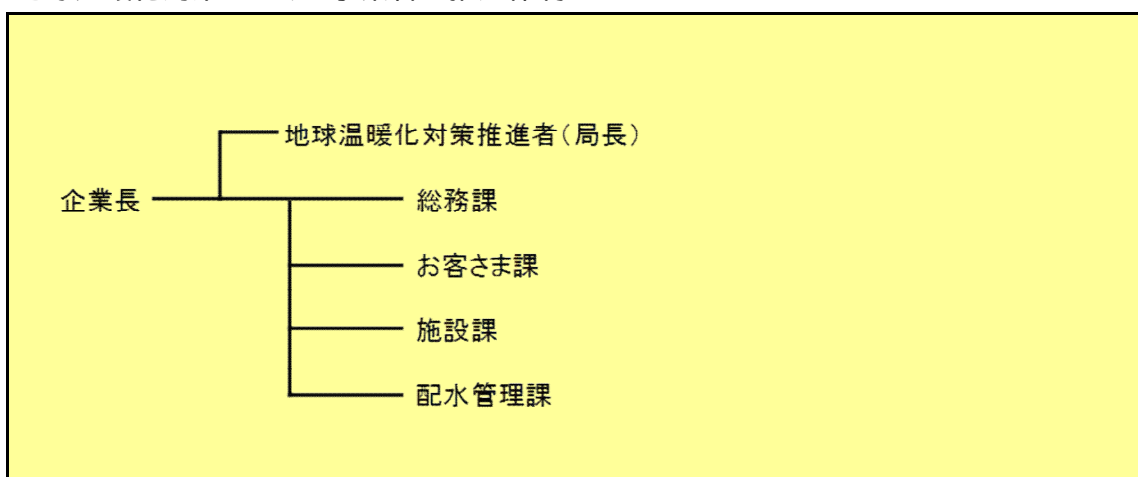 地球温暖化対策推進者(局長)
企業長
総務課
お客さま課
施設課
配水管理課